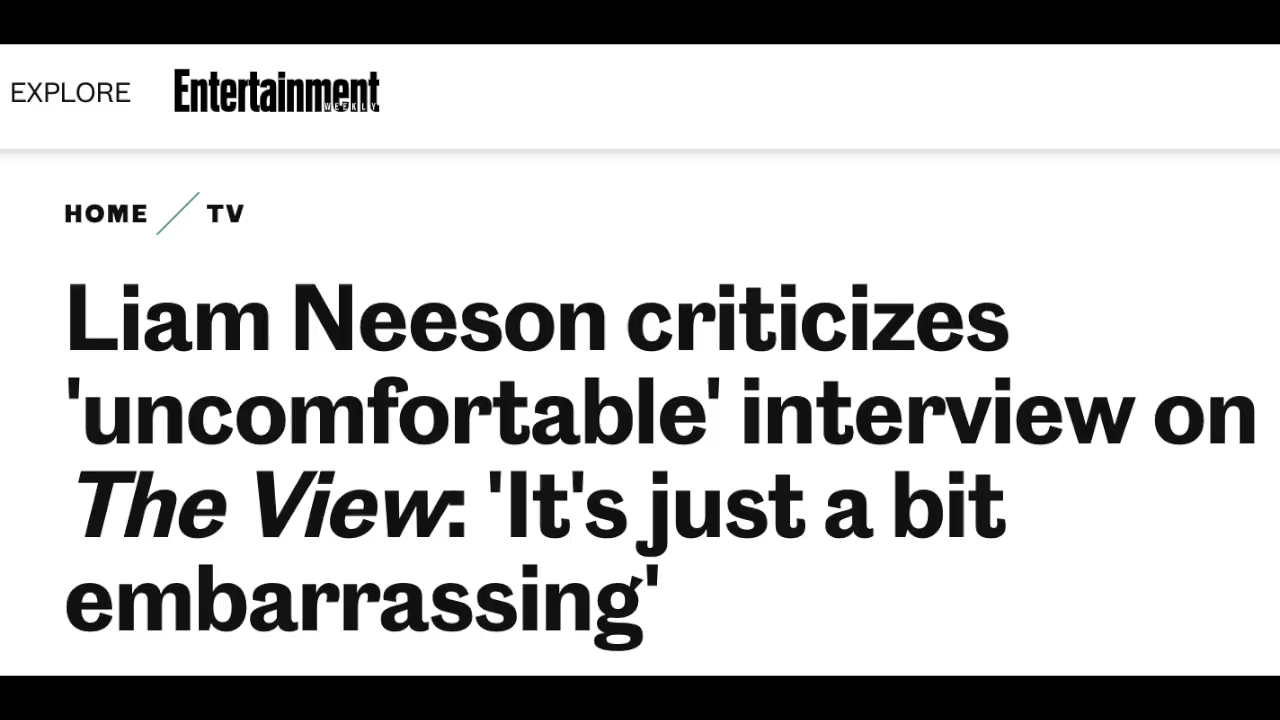 EXPLORE Entertainment WEEKLY
HOME / TV
Liam Neeson criticizes
'uncomfortable' interview on
The View: 'It's just a bit
embarrassing'